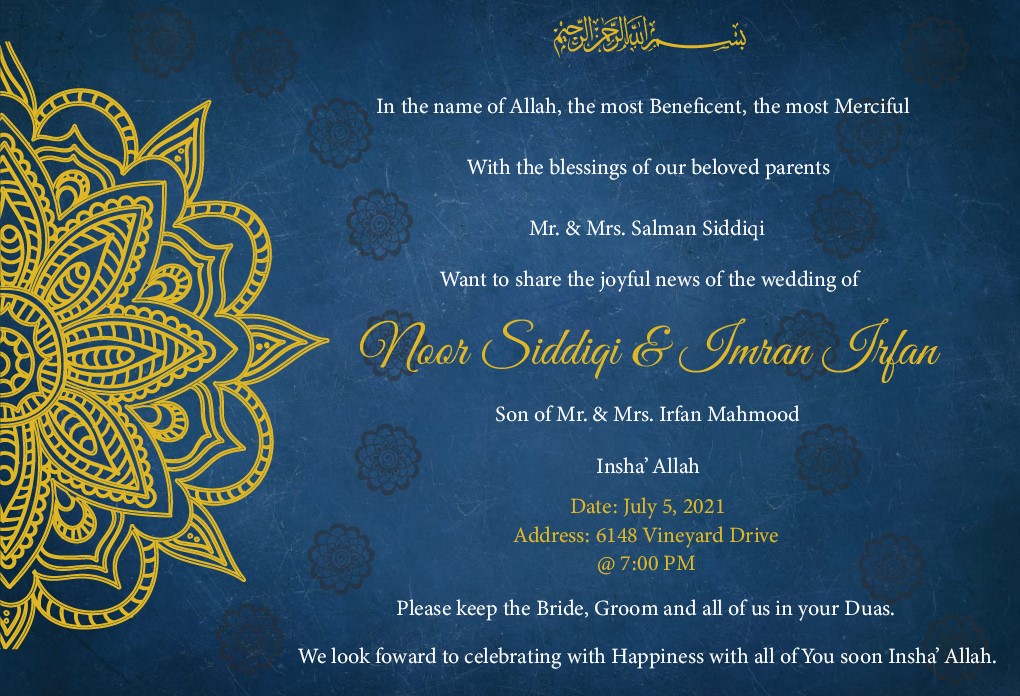 بسم الله الرحمن الرحيم
In the name of Allah, the most Beneficent, the most Merciful
With the blessings of our beloved parents
Mr. & Mrs. Salman Siddiqi
Want to share the joyful news of the wedding of
Noor Siddiqi & Imran Irfan
Son of Mr. & Mrs. Irfan Mahmood
Insha’ Allah
Date: July 5, 2021
Address: 6148 Vineyard Drive
@ 7:00 PM
Please keep the Bride, Groom and all of us in your Duas.
We look foward to celebrating with Happiness with all of You soon Insha’ Allah.